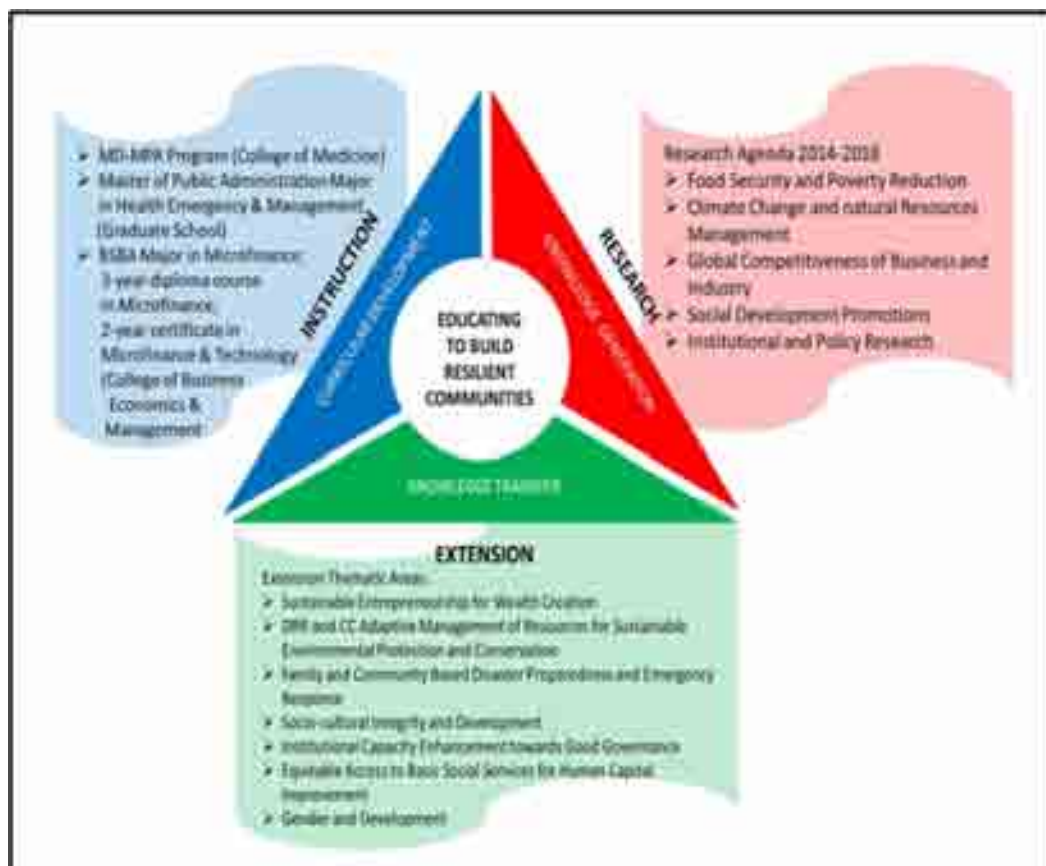 ➢ MD-MPA Program (College of Medicine)
➢ Master of Public Administration Major
in Health Emergency & Management
(Graduate School)
➢ BSBA Major in Microfinance;
3-year diploma course
in Microfinance,
2-year certificate in
Microfinance & Technology
(College of Business
Economics &
Management
INSTRUCTION
CURRICULUM DEVELOPMENT
EDUCATING
TO BUILD
RESILIENT
COMMUNITIES
RESEARCH
KNOWLEDGE GENERATION
Research Agenda 2014-2018
➢ Food Security and Poverty Reduction
➢ Climate Change and natural Resources
Management
➢ Global Competitiveness of Business and
Industry
➢ Social Development Promotions
➢ Institutional and Policy Research
KNOWLEDGE TRANSFER
EXTENSION
Extension Thematic Areas
➢ Sustainable Entrepreneurship for Wealth Creation
➢ DRR and CC Adaptive Management of Resources for Sustainable
Environmental Protection and Conservation
➢ Family and Community Based Disaster Preparedness and Emergency
Response
➢ Socio-cultural Integrity and Development
➢ Institutional Capacity Enhancement towards Good Governance
➢ Equitable Access to Basic Social Services for Human Capital
Improvement
➢ Gender and Development